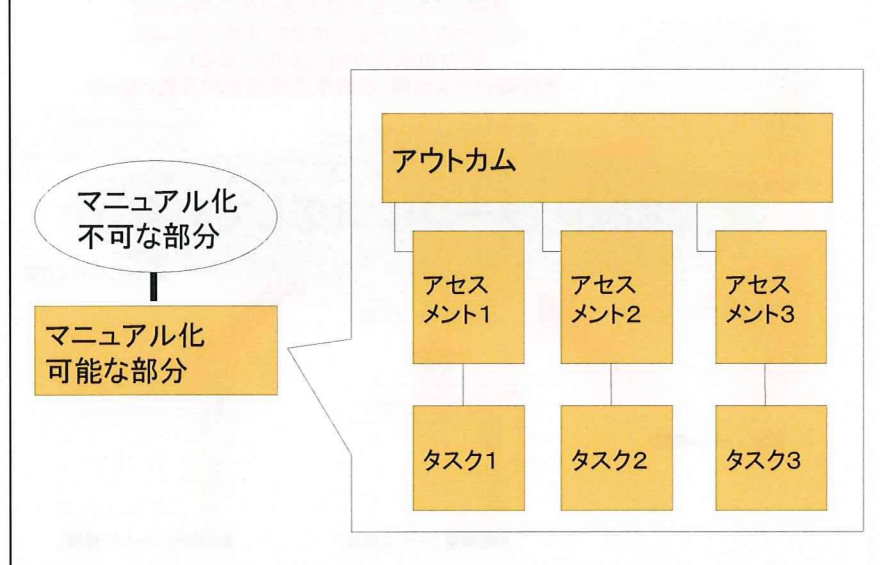 マニュアル化
不可な部分
マニュアル化
可能な部分
アウトカム
アセス
メント1
アセス
メント2
アセス
メント3
タスク1
タスク2
タスク3